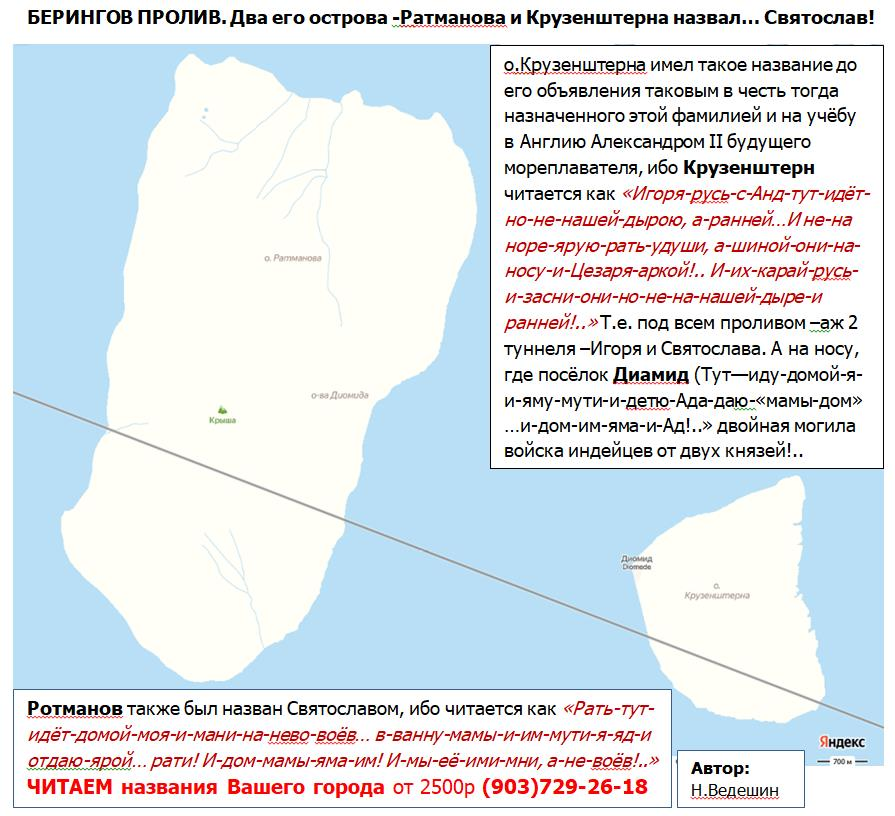 БЕРИНГОВ ПРОЛИВ. Два его острова -Ратманова и Крузенштерна назвал... Святослав!
о.Крузенштерна имел такое название до
его объявления таковым в честь тогда
назначенного этой фамилией и на учёбу
в Англию Александром II будущего
мореплавателя, ибо Крузенштерн
читается как «Игоря-русь-с-Анд-тут-идёт-
но-не-нашей-дырою, а-ранней...И не-на
норе-ярую-рать-удуши, а-шиной-они-на-
носу-и-Цезаря-аркой!.. И-их-карай-русь-
и-засни-они-но-не-на-нашей-дыре-и
ранней!..» Т.е. под всем проливом –аж 2
туннеля –Игоря и Святослава. А на носу,
где посёлок Диамид (Тут—иду-домой-я-
и-яму-мути-и-детю-Ада-даю-«мамы-дом»
...и-дом-им-яма-и-Ад!..» двойная могила
войска индейцев от двух князей!..
о. Ратманова
о-ва Диомида
Крыша
Диомид
Diomede
о.
Крузенштерна
Ротманов также был назван Святославом, ибо читается как «Рать-тут-
идёт-домой-моя-и-мани-на-нево-воёв... в-ванну-мамы-и-им-мути-я-яд-и
отдаю-ярой... рати! И-дом-мамы-яма-им! И-мы-её-ими-мни, а-не-воёв!..»
ЧИТАЕМ названия Вашего города от 2500р (903)729-26-18
Яндекс
700 м
Автор:
Н.Ведешин